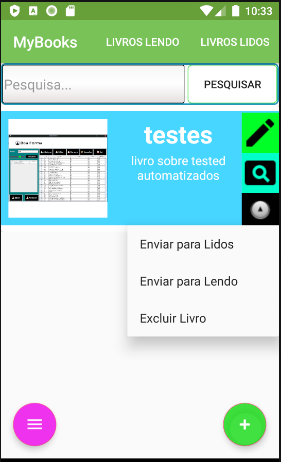 10:33
MyBooks LIVROS LENDO LIVROS LIDOS
Pesquisa... PESQUISAR
testes
livro sobre tested
automatizados
Enviar para Lidos
Enviar para Lendo
Excluir Livro